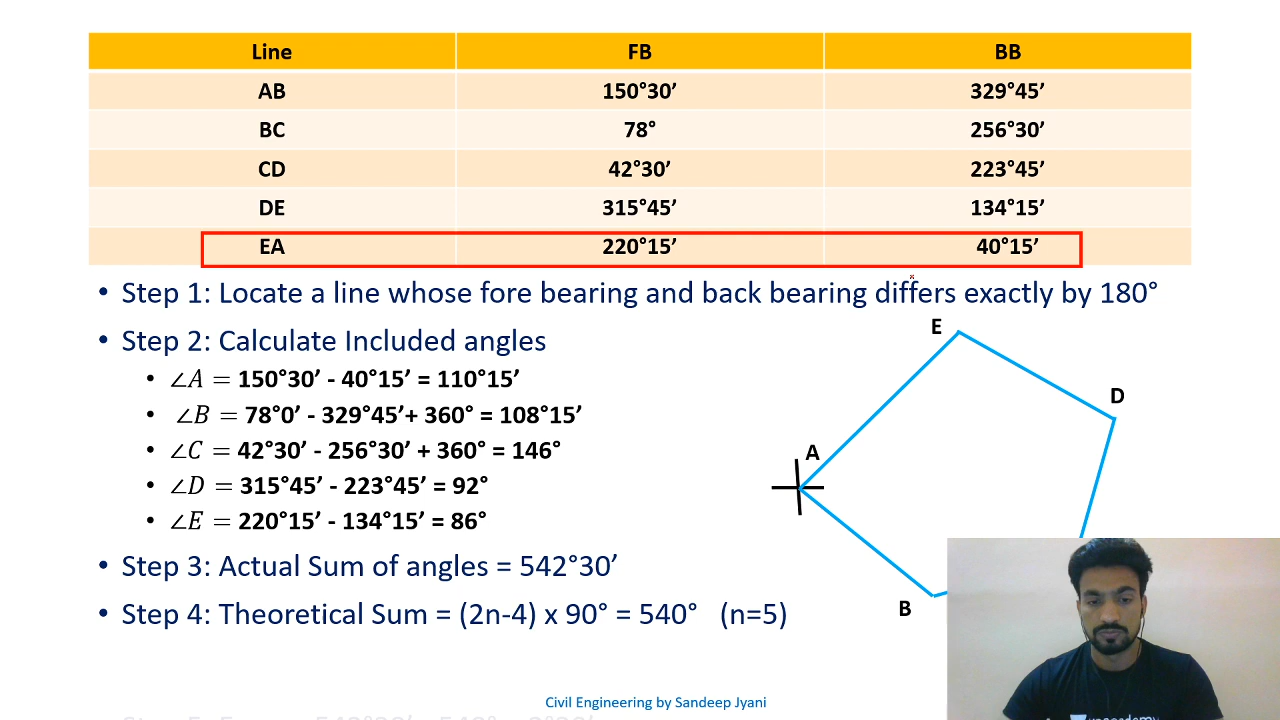 Line FB BB
AB 150°30’ 329°45’
BC 78° 256°30’
CD 42°30’ 223°45’
DE 315°45’ 134°15’
EA 220°15’ 40°15’
• Step 1: Locate a line whose fore bearing and back bearing differs exactly by 180°
• Step 2: Calculate Included angles
• ∠A = 150°30’ - 40°15’ = 110°15’
• ∠B = 78°0’ - 329°45’+ 360° = 108°15’
• ∠C = 42°30’ - 256°30’ + 360° = 146°
• ∠D = 315°45’ - 223°45’ = 92°
• ∠E = 220°15’ - 134°15’ = 86°
• Step 3: Actual Sum of angles = 542°30’
• Step 4: Theoretical Sum = (2n-4) x 90° = 540° (n=5)
E
D
A
B
Civil Engineering by Sandeep Jyani